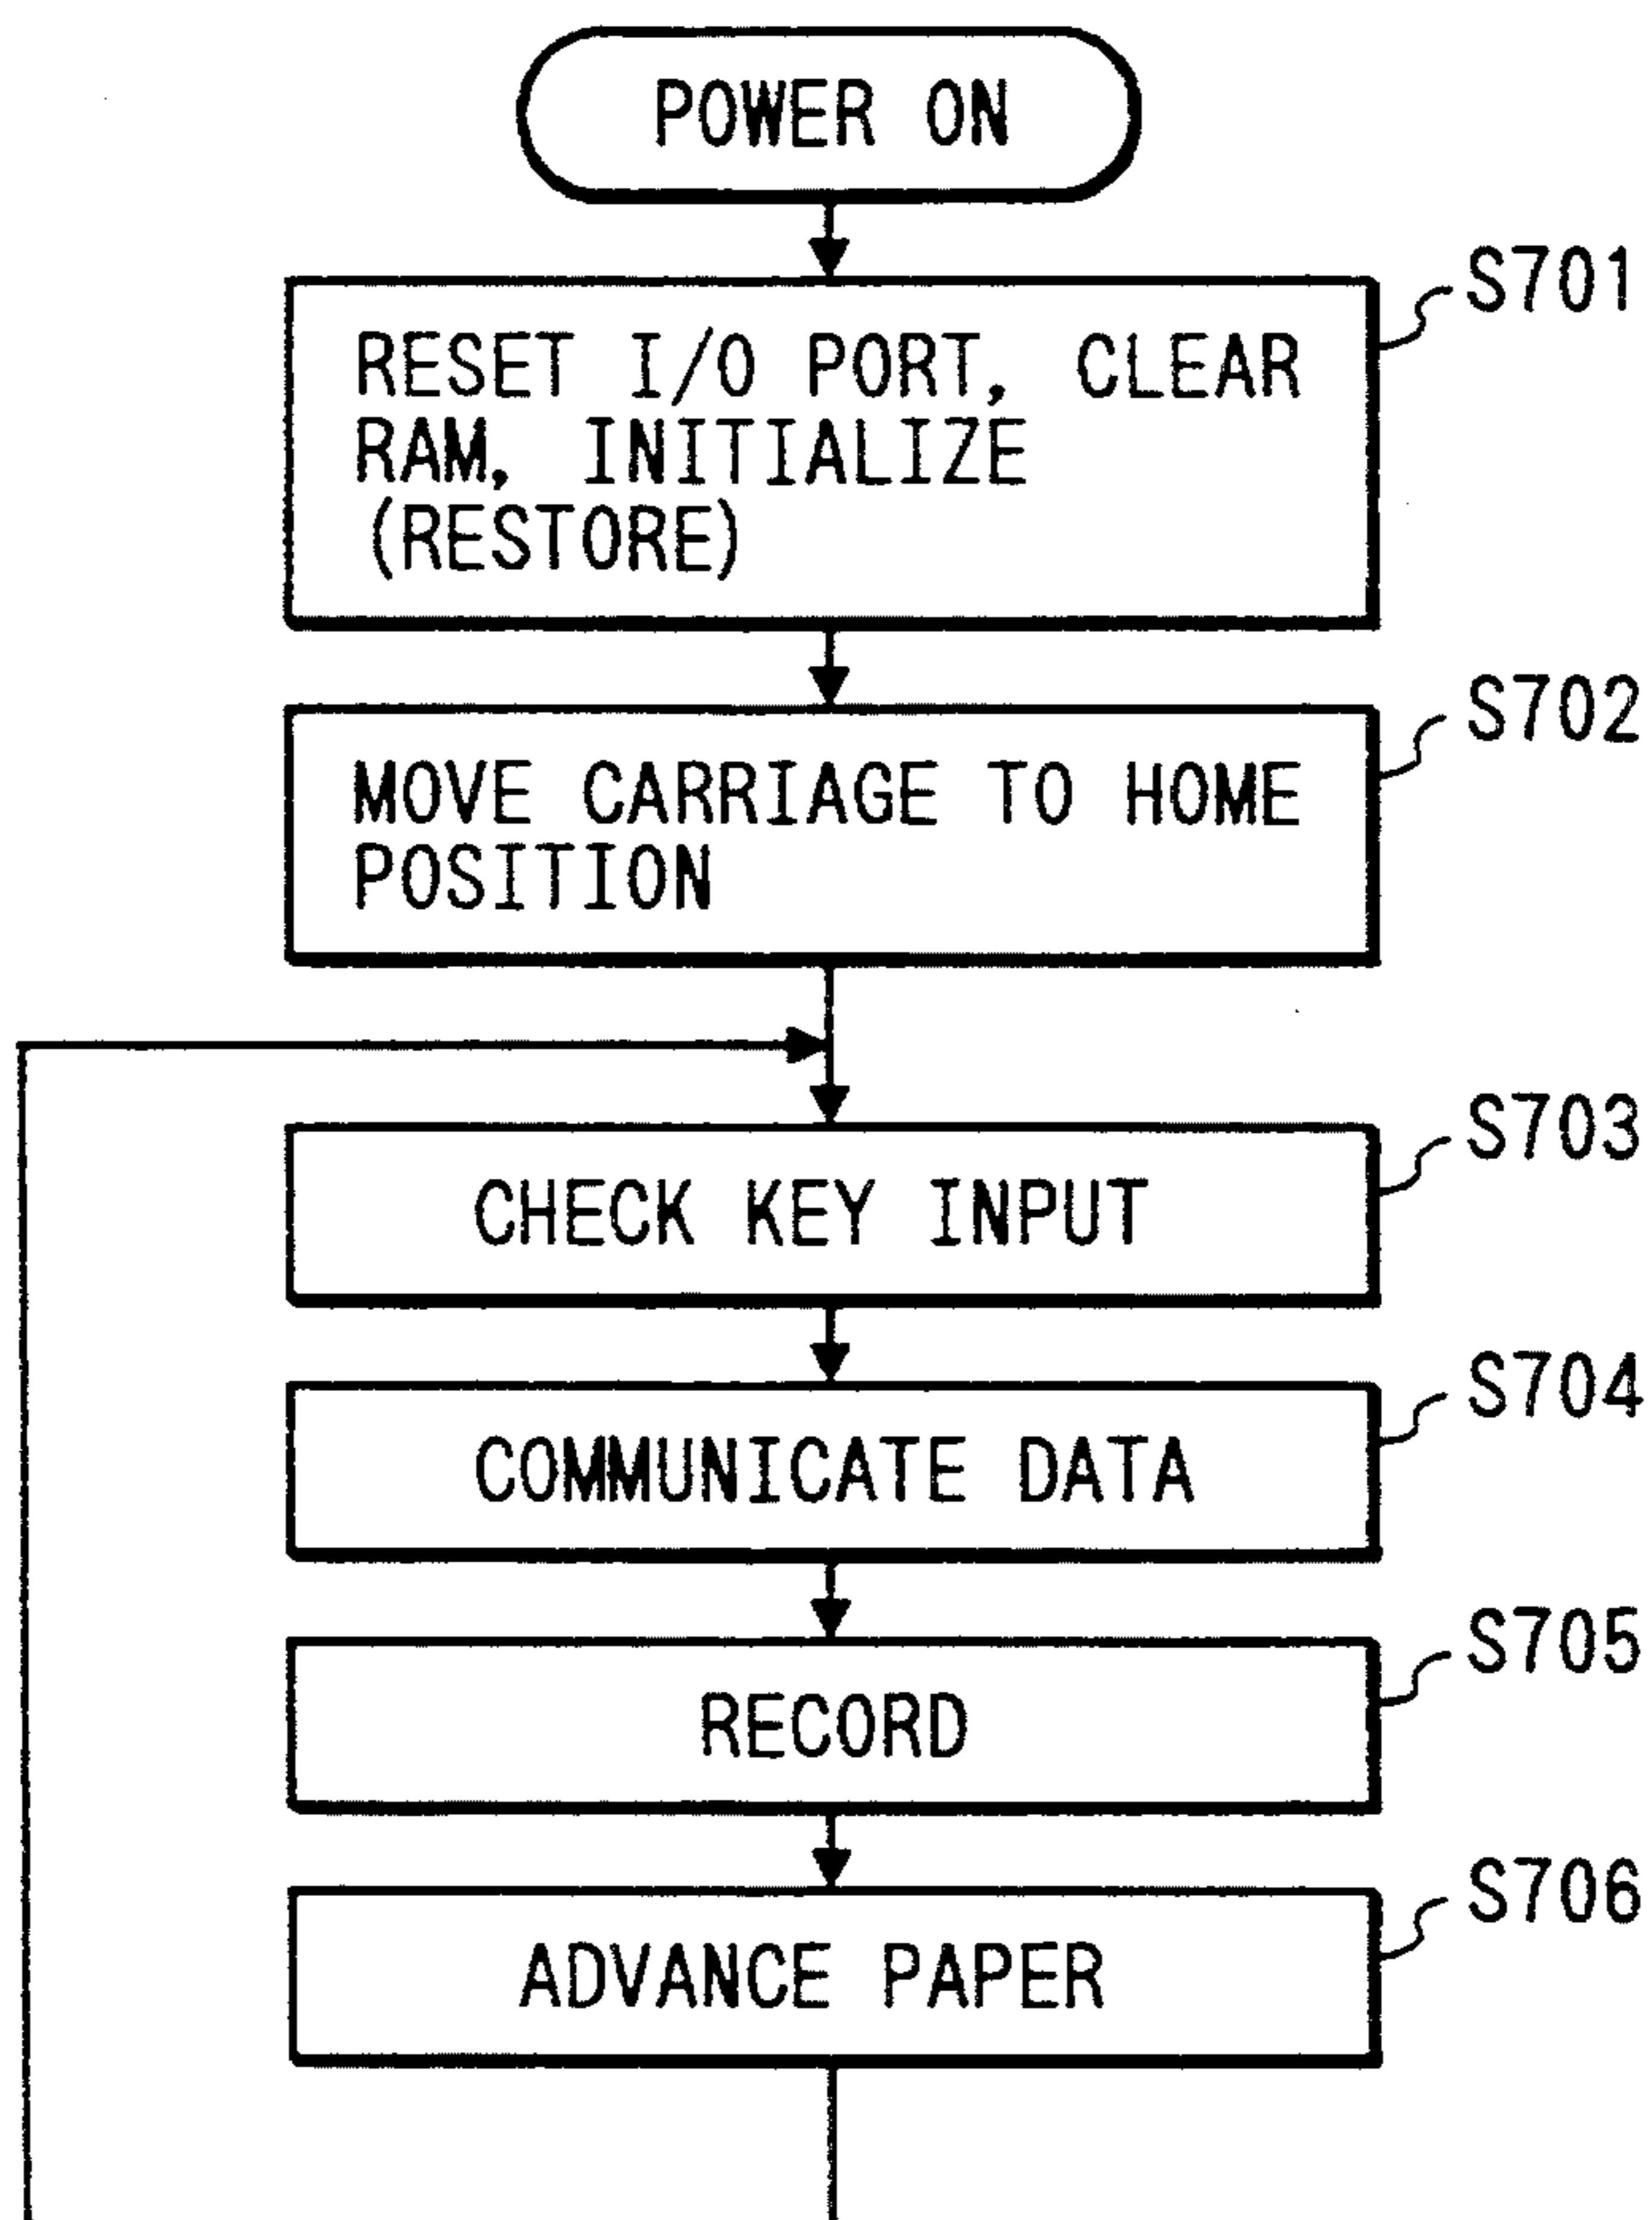 POWER ON
S701
RESET I/O PORT, CLEAR
RAM, INITIALIZE
(RESTORE)
S702
MOVE CARRIAGE TO HOME
POSITION
S703
CHECK KEY INPUT
S704
COMMUNICATE DATA
S705
RECORD
S706
ADVANCE PAPER